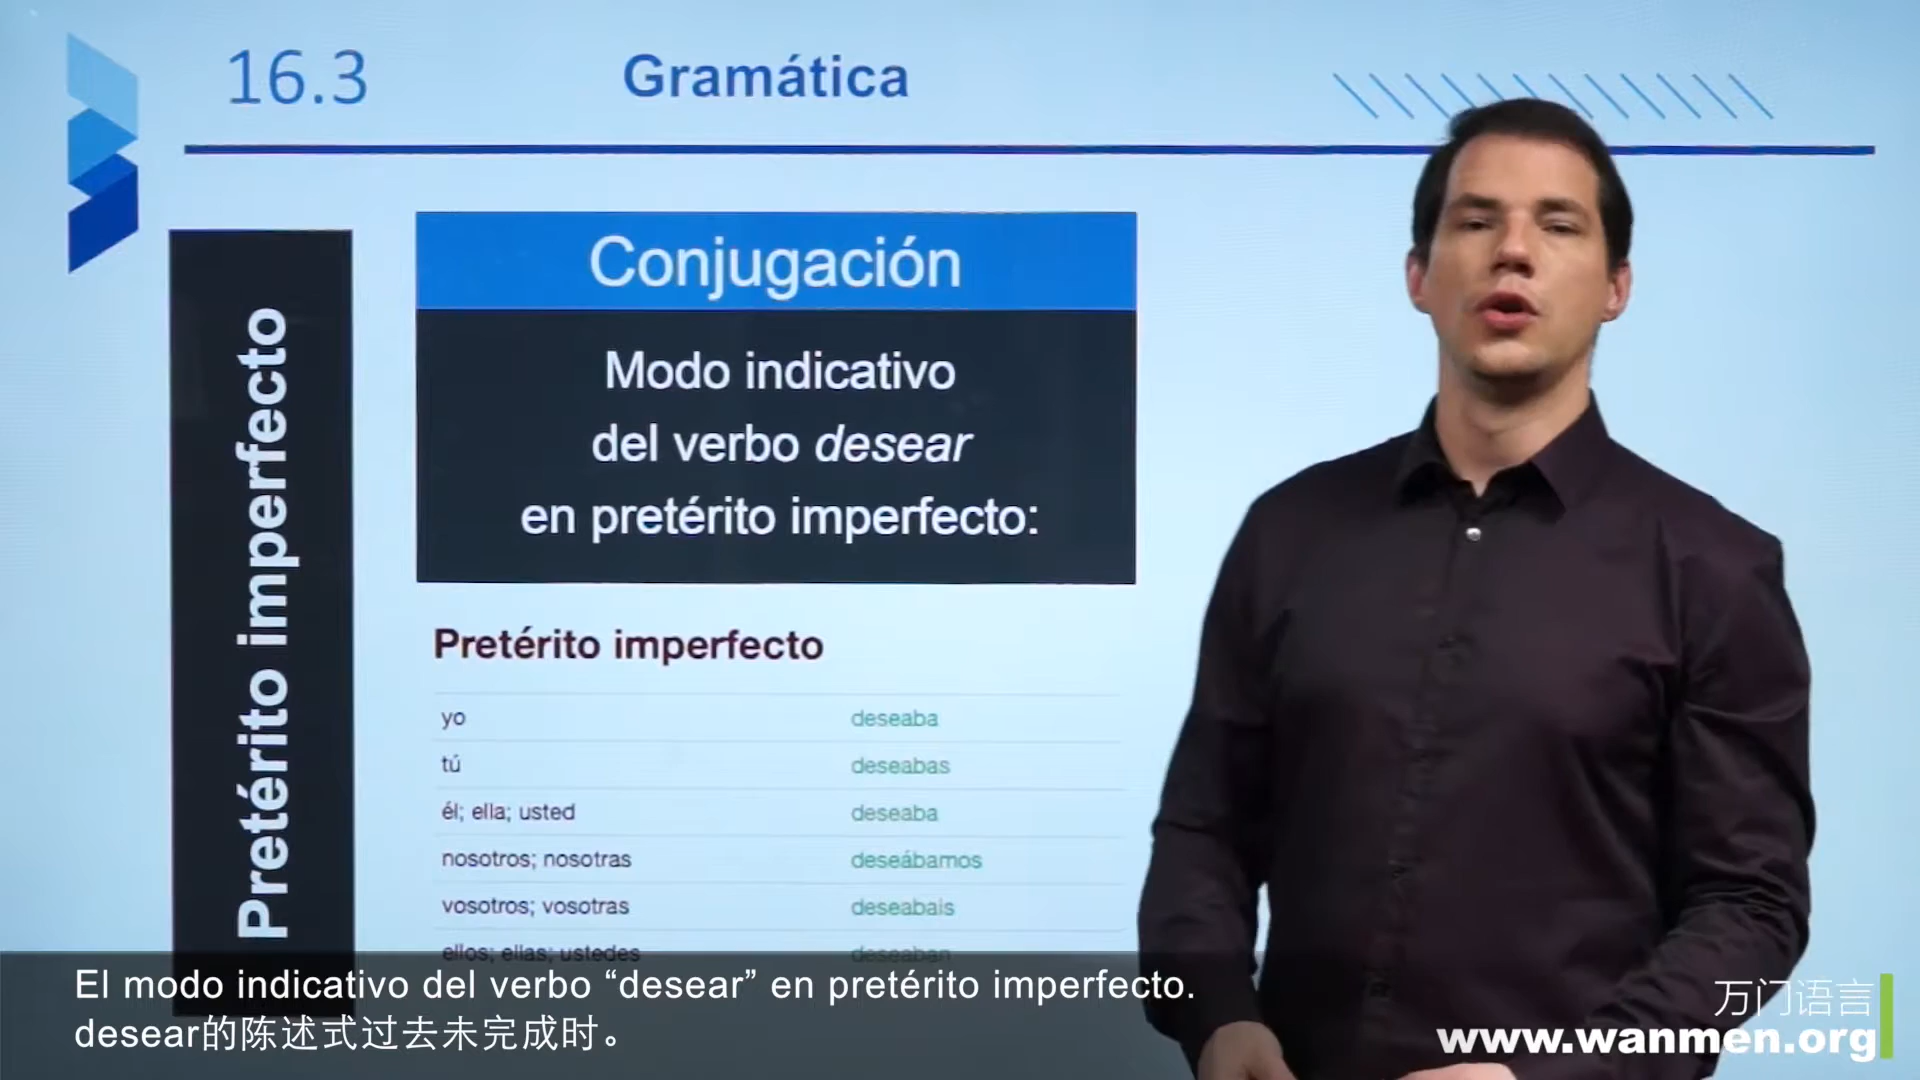 16.3
Gramática
Pretérito imperfecto
Conjugación
Modo indicativo
del verbo desear
en pretérito imperfecto:
Pretérito imperfecto
yo deseaba
tú deseabas
él; ella; usted deseaba
nosotros; nosotras deseábamos
vosotros; vosotras deseabais
ellos; ellas; ustedes deseaban
El modo indicativo del verbo “desear” en pretérito imperfecto.
desear的陈述式过去未完成时。
万门语言
www.wanmen.org